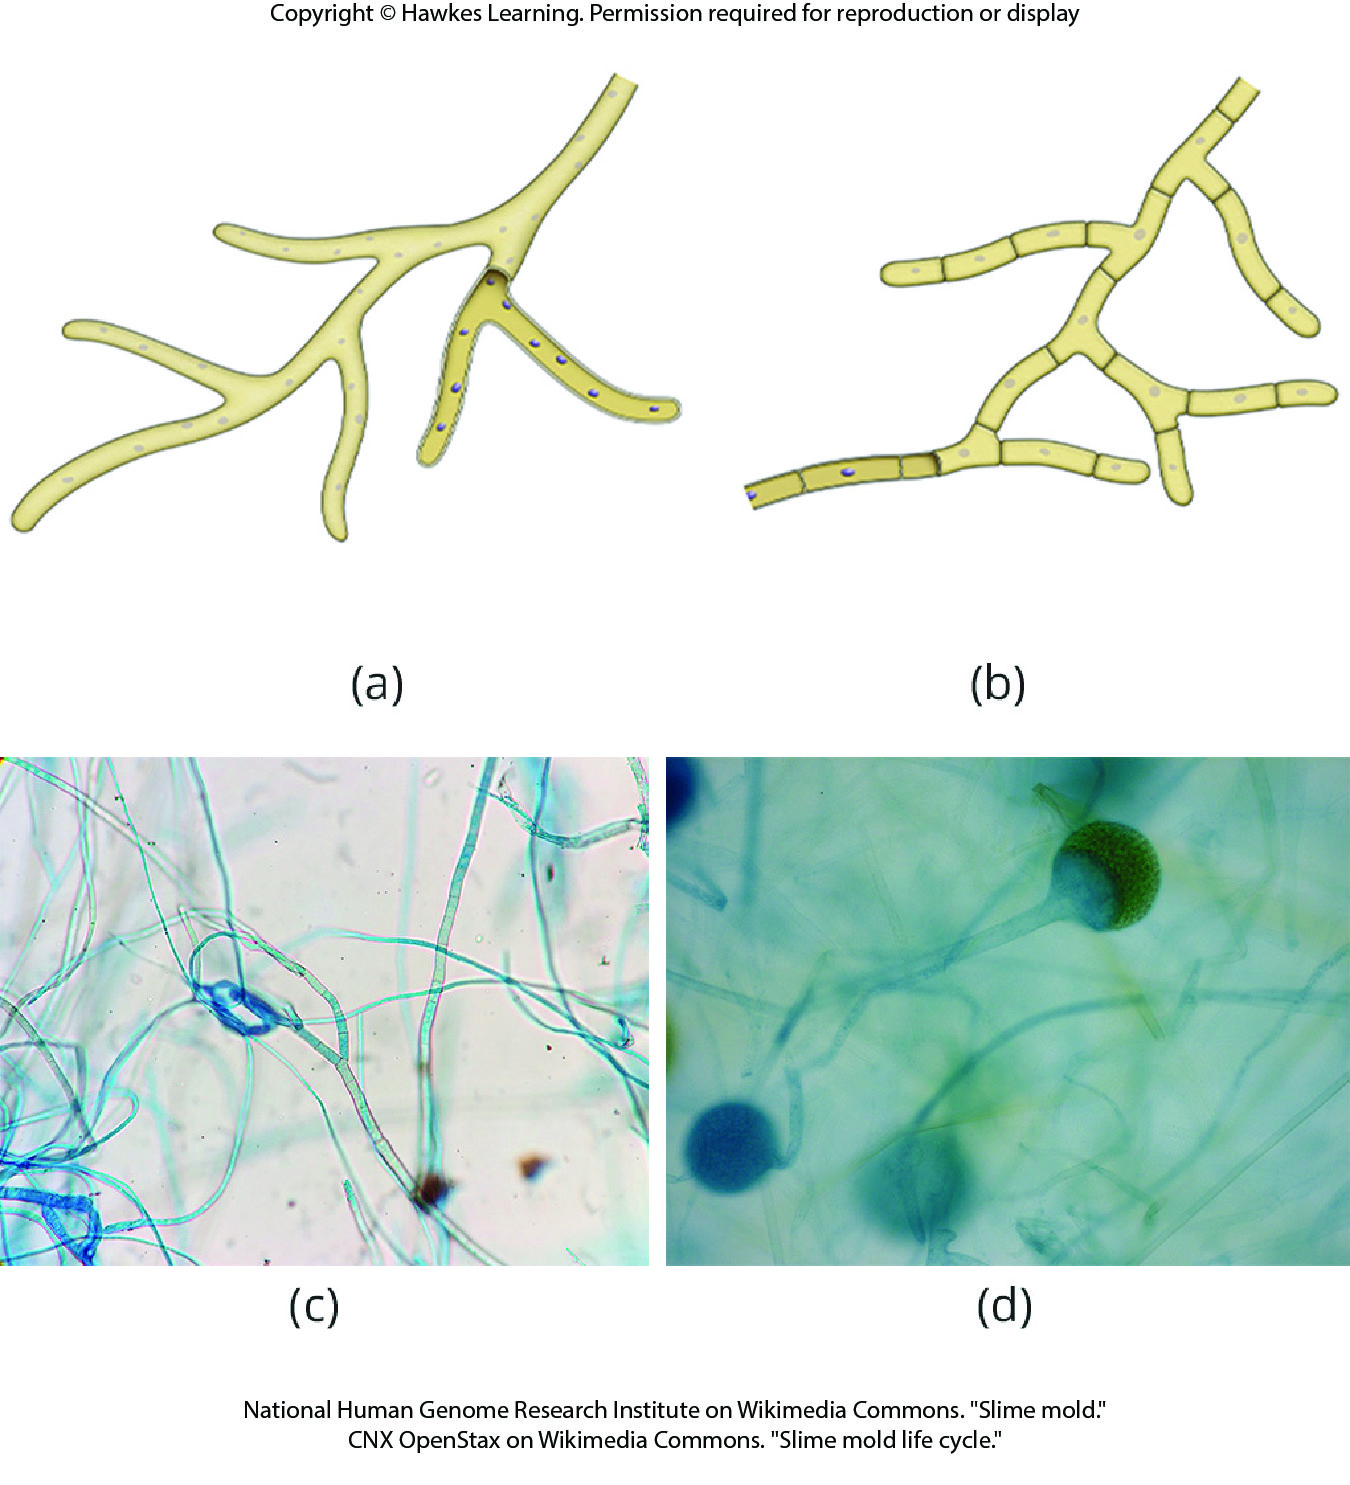 Copyright © Hawkes Learning. Permission required for reproduction or display
(a)
(b)
(c)
(d)
National Human Genome Research Institute on Wikimedia Commons. "Slime mold."
CNX OpenStax on Wikimedia Commons. "Slime mold life cycle."